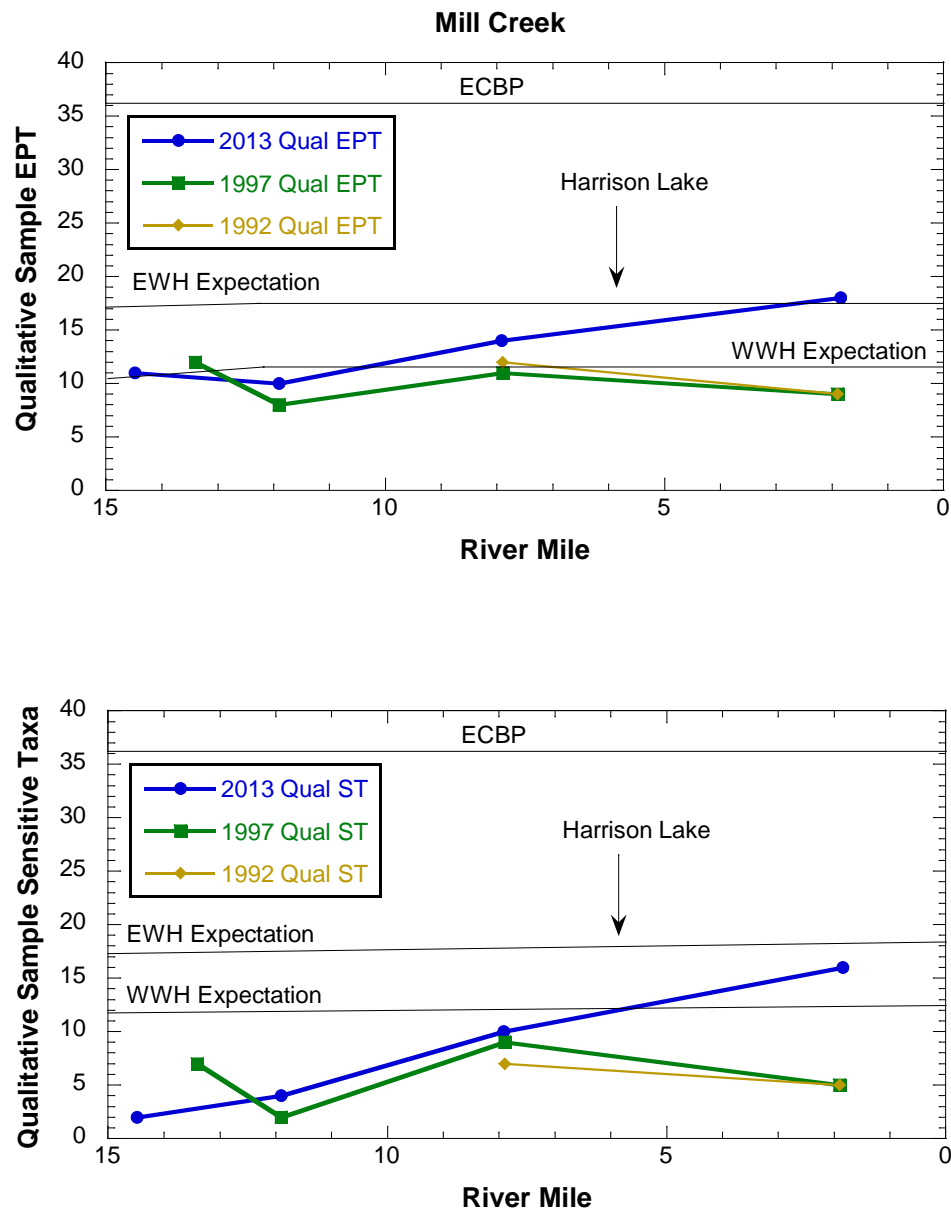 Mill Creek
40
35
30
25
20
15
10
5
0
Qualitative Sample EPT
ECBP
2013 Qual EPT
1997 Qual EPT
1992 Qual EPT
Harrison Lake
EWH Expectation
WWH Expectation
15
10
5
0
River Mile
40
35
30
25
20
15
10
5
0
Qualitative Sample Sensitive Taxa
ECBP
2013 Qual ST
1997 Qual ST
1992 Qual ST
Harrison Lake
EWH Expectation
WWH Expectation
15
10
5
0
River Mile